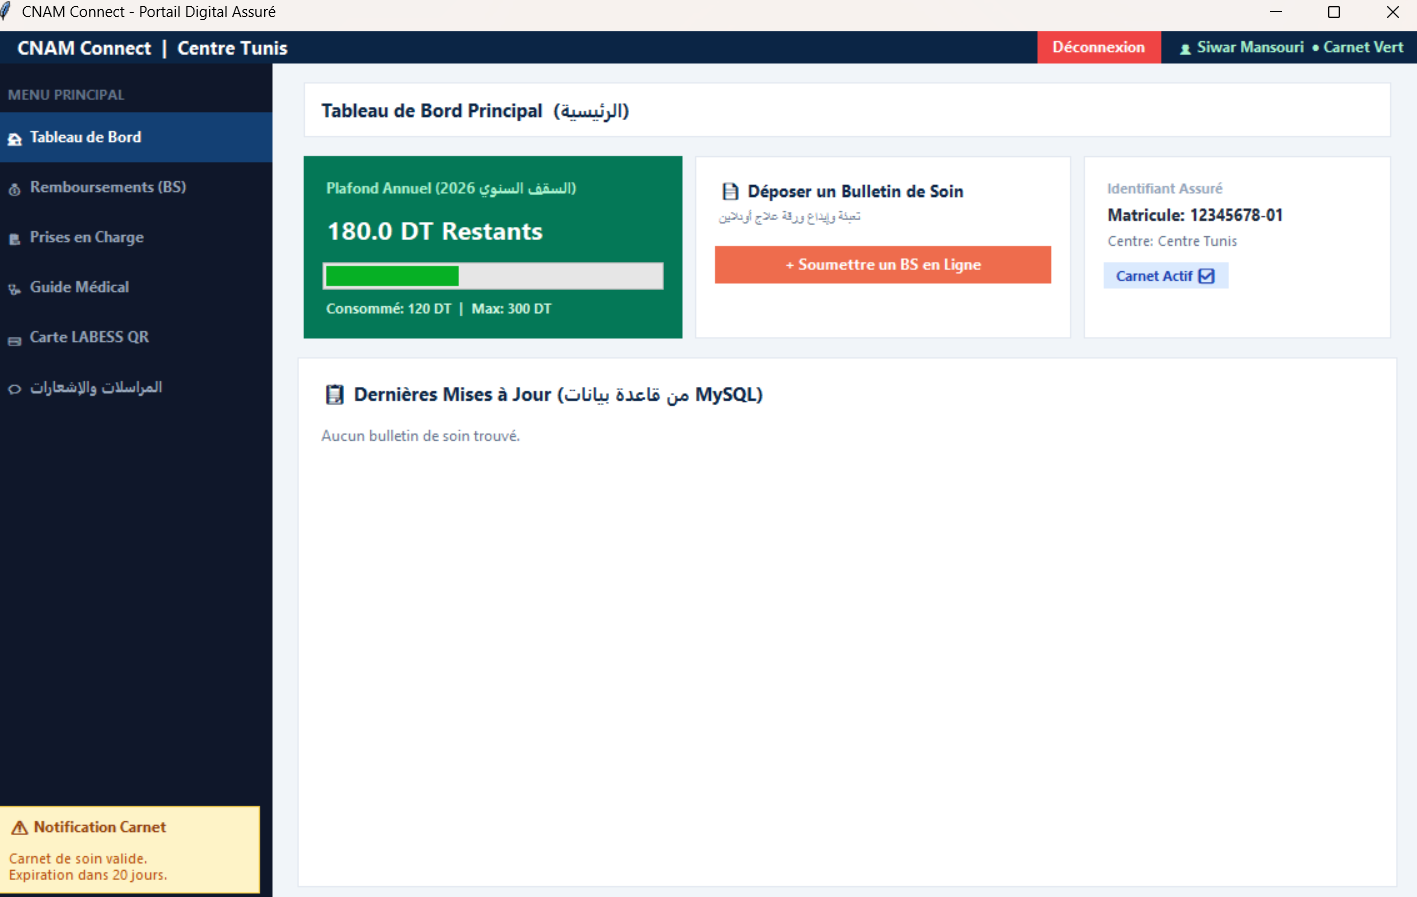 CNAM Connect - Portail Digital Assuré
CNAM Connect | Centre Tunis
Déconnexion
Siwar Mansouri • Carnet Vert
MENU PRINCIPAL
Tableau de Bord
Remboursements (BS)
Prises en Charge
Guide Médical
Carte LABESS QR
المراسلات والإشعارات
Notification Carnet
Carnet de soin valide.
Expiration dans 20 jours.
Tableau de Bord Principal (الرئيسية)
Plafond Annuel (السقف السنوي 2026)
180.0 DT Restants
Consommé: 120 DT | Max: 300 DT
Déposer un Bulletin de Soin
تعبئة وإيداع ورقة علاج أونلاين
+ Soumettre un BS en Ligne
Identifiant Assuré
Matricule: 12345678-01
Centre: Centre Tunis
Carnet Actif ☑
Dernières Mises à Jour (من قاعدة بيانات MySQL)
Aucun bulletin de soin trouvé.